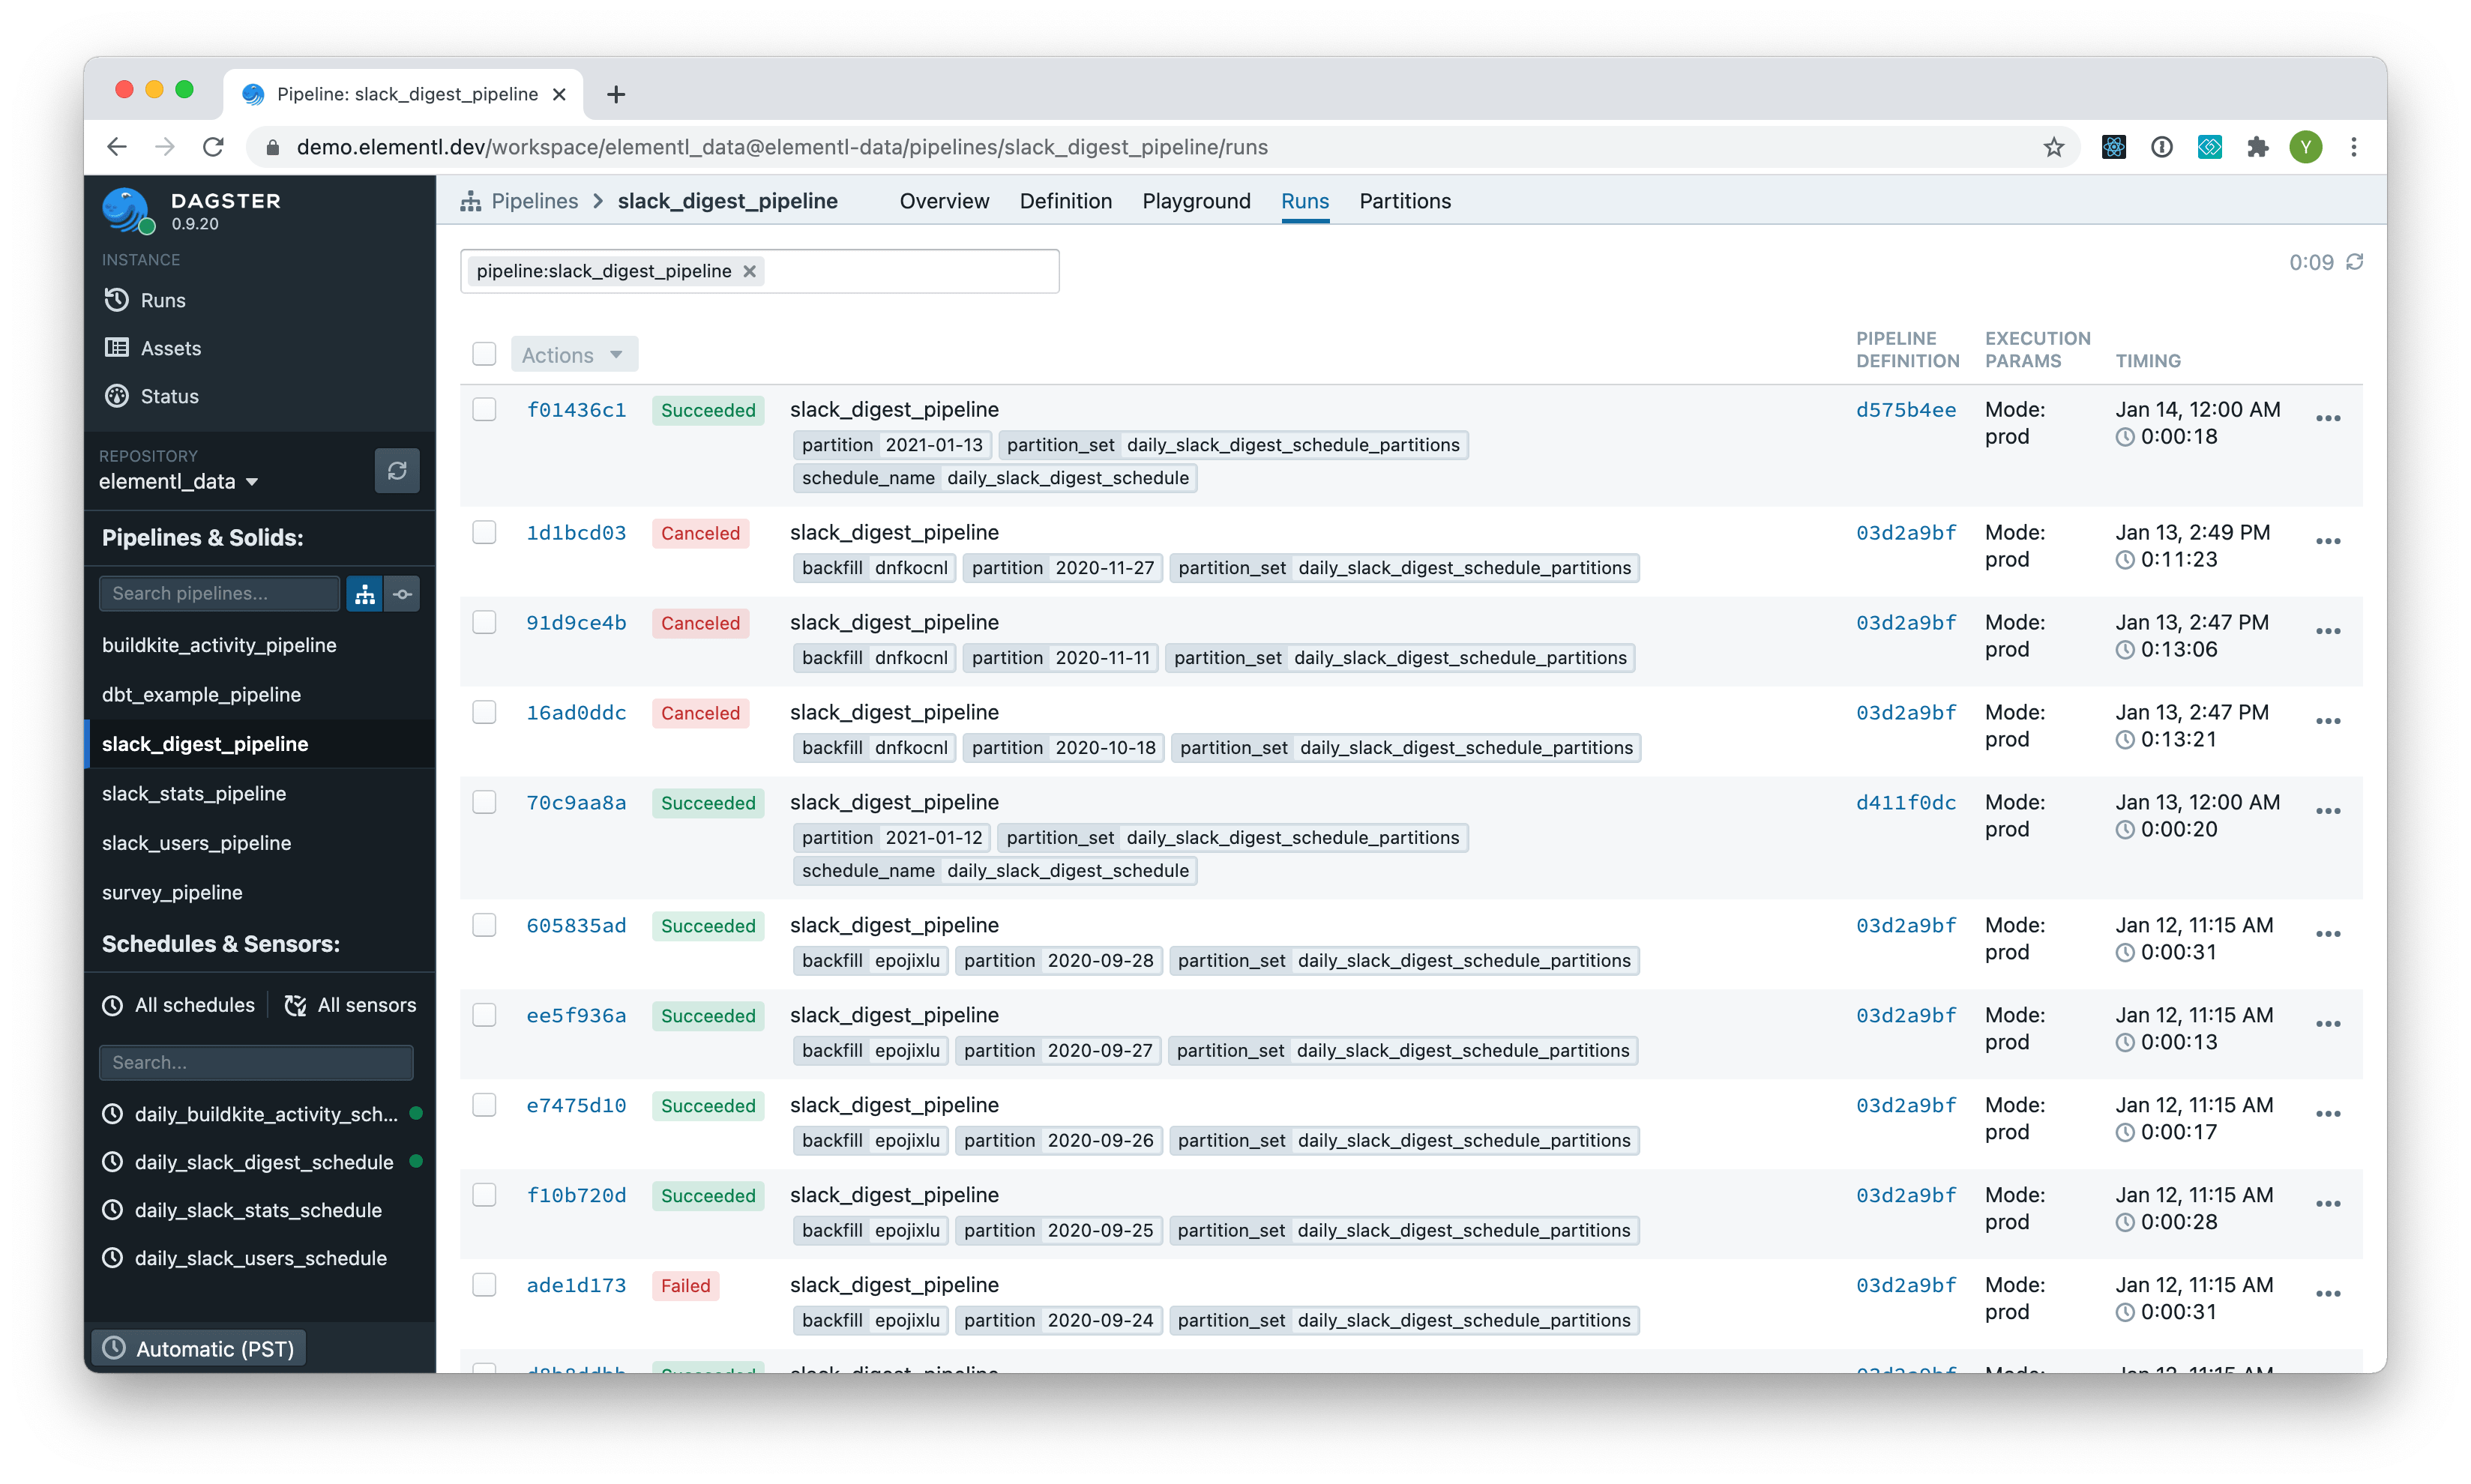 Pipeline: slack_digest_pipeline
demo.elementl.dev/workspace/elementl_data@elementl-data/pipelines/slack_digest_pipeline/runs
Y
DAGSTER
0.9.20
INSTANCE
Runs
Assets
Status
REPOSITORY
elementl_data
Pipelines & Solids:
Search pipelines...
buildkite_activity_pipeline
dbt_example_pipeline
slack_digest_pipeline
slack_stats_pipeline
slack_users_pipeline
survey_pipeline
Schedules & Sensors:
All schedules All sensors
Search...
daily_buildkite_activity_sch...
daily_slack_digest_schedule
daily_slack_stats_schedule
daily_slack_users_schedule
Automatic (PST)
Pipelines > slack_digest_pipeline Overview Definition Playground Runs Partitions
pipeline:slack_digest_pipeline 0:09
Actions PIPELINE DEFINITION EXECUTION PARAMS TIMING
f01436c1 Succeeded slack_digest_pipeline d575b4ee Mode: prod Jan 14, 12:00 AM 0:00:18
partition 2021-01-13 partition_set daily_slack_digest_schedule_partitions
schedule_name daily_slack_digest_schedule
1d1bcd03 Canceled slack_digest_pipeline 03d2a9bf Mode: prod Jan 13, 2:49 PM 0:11:23
backfill dnfkocnl partition 2020-11-27 partition_set daily_slack_digest_schedule_partitions
91d9ce4b Canceled slack_digest_pipeline 03d2a9bf Mode: prod Jan 13, 2:47 PM 0:13:06
backfill dnfkocnl partition 2020-11-11 partition_set daily_slack_digest_schedule_partitions
16ad0ddc Canceled slack_digest_pipeline 03d2a9bf Mode: prod Jan 13, 2:47 PM 0:13:21
backfill dnfkocnl partition 2020-10-18 partition_set daily_slack_digest_schedule_partitions
70c9aa8a Succeeded slack_digest_pipeline d411f0dc Mode: prod Jan 13, 12:00 AM 0:00:20
partition 2021-01-12 partition_set daily_slack_digest_schedule_partitions
schedule_name daily_slack_digest_schedule
605835ad Succeeded slack_digest_pipeline 03d2a9bf Mode: prod Jan 12, 11:15 AM 0:00:31
backfill epojixlu partition 2020-09-28 partition_set daily_slack_digest_schedule_partitions
ee5f936a Succeeded slack_digest_pipeline 03d2a9bf Mode: prod Jan 12, 11:15 AM 0:00:13
backfill epojixlu partition 2020-09-27 partition_set daily_slack_digest_schedule_partitions
e7475d10 Succeeded slack_digest_pipeline 03d2a9bf Mode: prod Jan 12, 11:15 AM 0:00:17
backfill epojixlu partition 2020-09-26 partition_set daily_slack_digest_schedule_partitions
f10b720d Succeeded slack_digest_pipeline 03d2a9bf Mode: prod Jan 12, 11:15 AM 0:00:28
backfill epojixlu partition 2020-09-25 partition_set daily_slack_digest_schedule_partitions
ade1d173 Failed slack_digest_pipeline 03d2a9bf Mode: prod Jan 12, 11:15 AM 0:00:31
backfill epojixlu partition 2020-09-24 partition_set daily_slack_digest_schedule_partitions